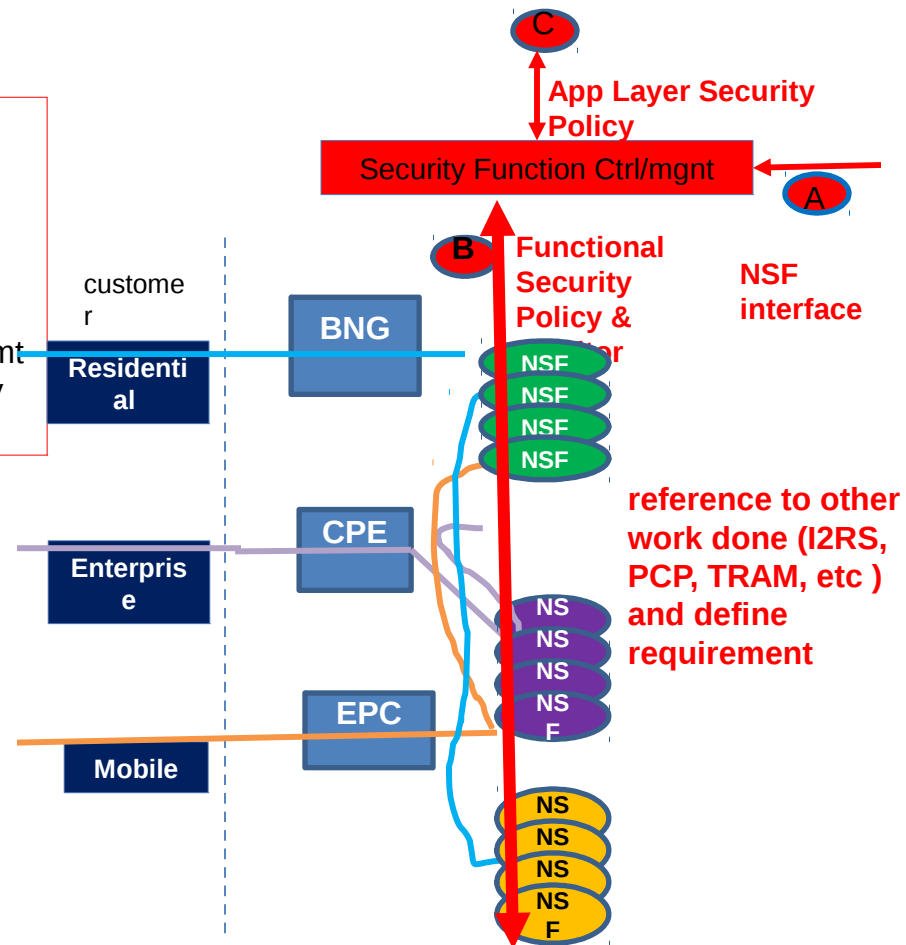 C
App Layer Security
Policy
Security Function Ctrl/mgnt
A
B
Functional
Security
Policy &
NSF
interface
custome
r
BNG
Residenti
al
NSF
NSF
NSF
NSF
reference to other
work done (I2RS,
PCP, TRAM, etc )
and define
requirement
CPE
Enterpris
e
NS
NS
NS
NS
F
EPC
Mobile
NS
NS
NS
NS
F